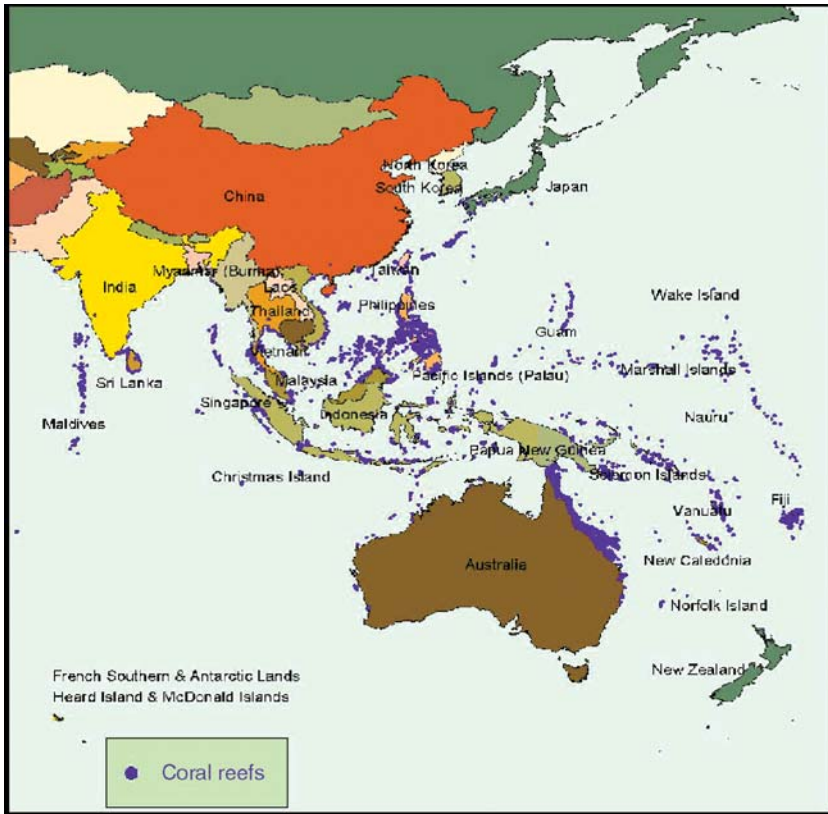 North Korea
South Korea
Japan
China
Myanmar (Burma)
Taiwan
India
Laos
Wake Island
Philippines
Thailand
Guam
Vietnam
Marshall Islands
Sri Lanka
Malaysia
Pacific Islands (Palau)
Singapore
Indonesia
Nauru
Maldives
Papua New Guinea
Christmas Island
Solomon Islands
Fiji
Vanuatu
Australia
New Caledonia
Norfolk Island
New Zealand
French Southern & Antarctic Lands
Heard Island & McDonald Islands
Coral reefs